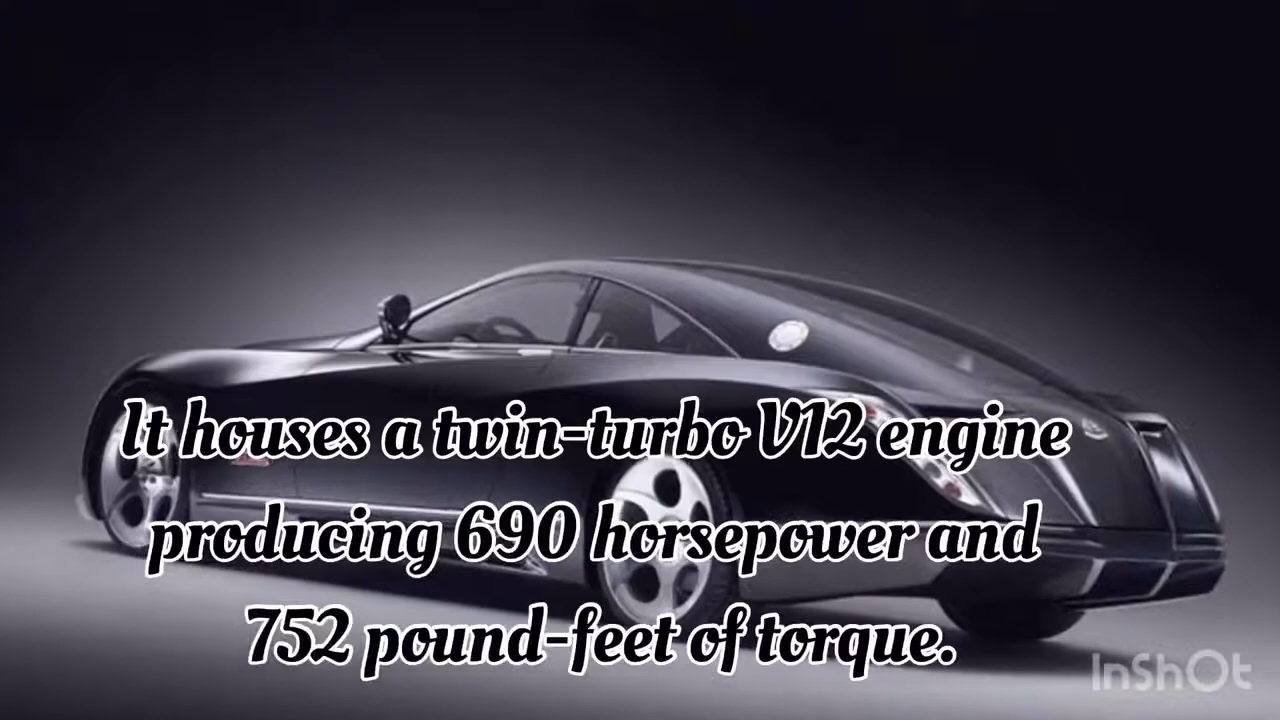 It houses a twin-turbo V12 engine
producing 690 horsepower and
752 pound-feet of torque.
InShOt